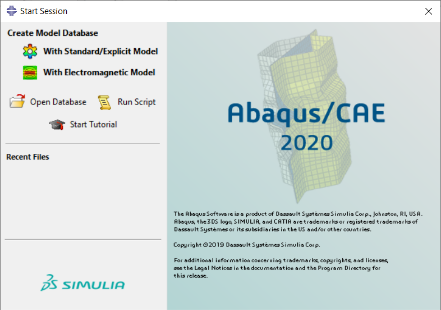 Start Session
Create Model Database
With Standard/Explicit Model
With Electromagnetic Model
Open Database
Run Script
Start Tutorial
Recent Files
SIMULIA
Abaqus/CAE
2020
The Abaqus Software is a product of Dassault Systèmes Simulia Corp., Johnston, RI, USA.
Abaqus, the 3DS logo, SIMULIA, and CATIA are trademarks or registered trademarks of
Dassault Systèmes or its subsidiaries in the US and/or other countries.
Copyright ©2019 Dassault Systèmes Simulia Corp.
For additional information concerning trademarks, copyrights, and licenses,
see the Legal Notices in the documentation and the Program Directory for
this release.